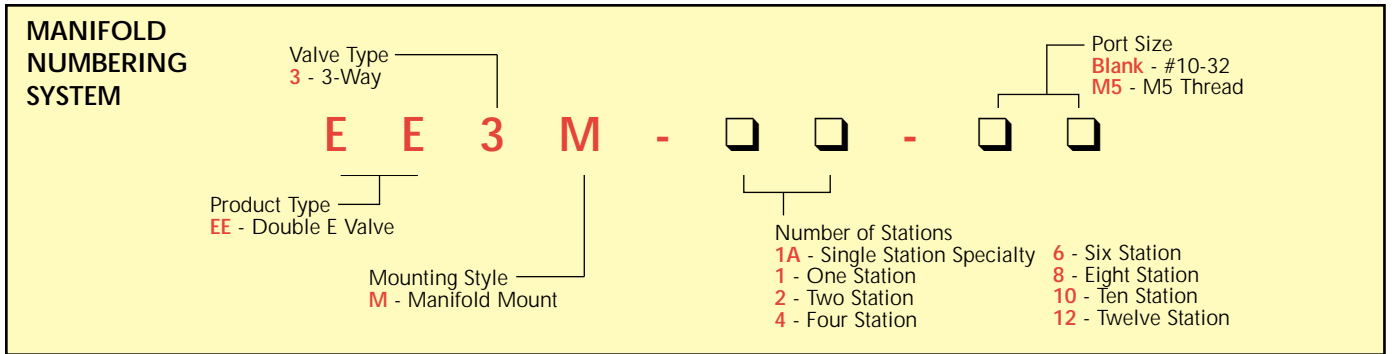 MANIFOLD
NUMBERING
SYSTEM
Valve Type
3 - 3-Way
Port Size
Blank - #10-32
M5 - M5 Thread
E E 3 M - ❑ ❑ - ❑ ❑
Product Type
EE - Double E Valve
Mounting Style
M - Manifold Mount
Number of Stations
1A - Single Station Specialty
1 - One Station
2 - Two Station
4 - Four Station
6 - Six Station
8 - Eight Station
10 - Ten Station
12 - Twelve Station